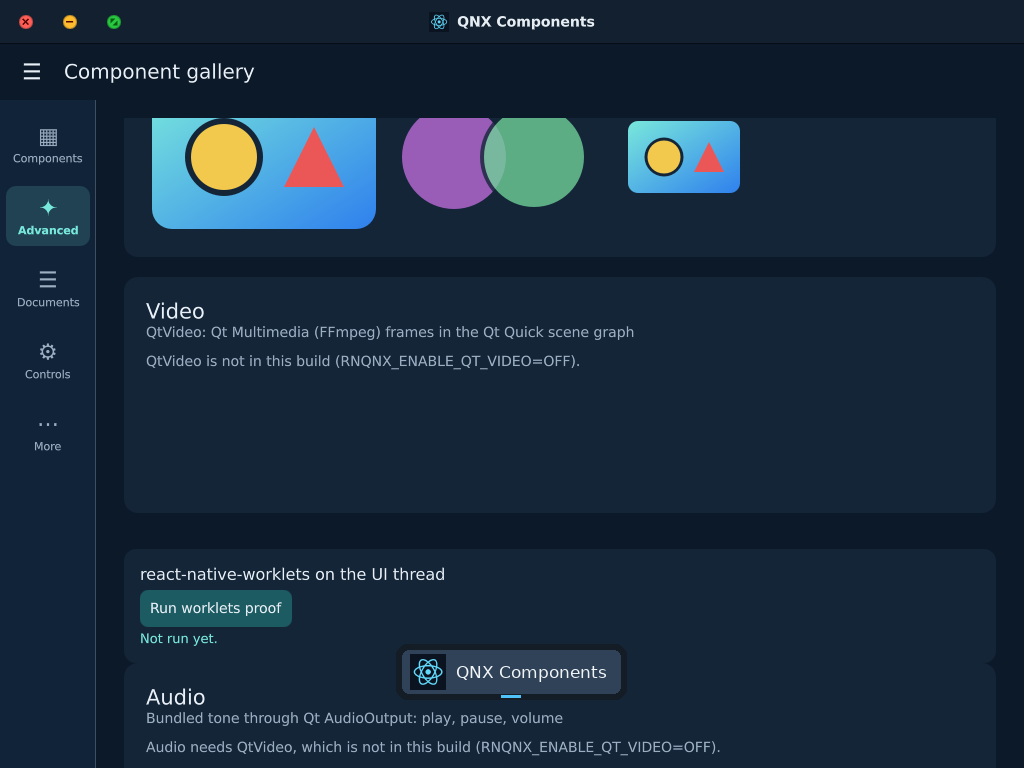 QNX Components
Component gallery
Components
Advanced
Documents
Controls
More
Video
QtVideo: Qt Multimedia (FFmpeg) frames in the Qt Quick scene graph
QtVideo is not in this build (RNQNX_ENABLE_QT_VIDEO=OFF).
react-native-worklets on the UI thread
Run worklets proof
Not run yet.
QNX Components
Audio
Bundled tone through Qt AudioOutput: play, pause, volume
Audio needs QtVideo, which is not in this build (RNQNX_ENABLE_QT_VIDEO=OFF).